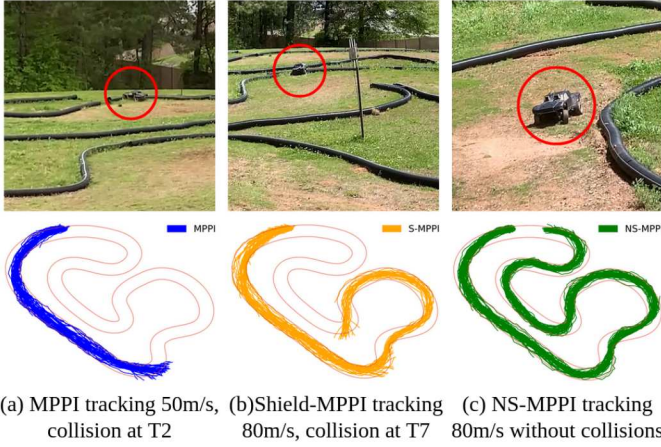 MPPI
S-MPPI
NS-MPPI
(a) MPPI tracking 50m/s,
collision at T2
(b)Shield-MPPI tracking
80m/s, collision at T7
(c) NS-MPPI tracking
80m/s without collisions